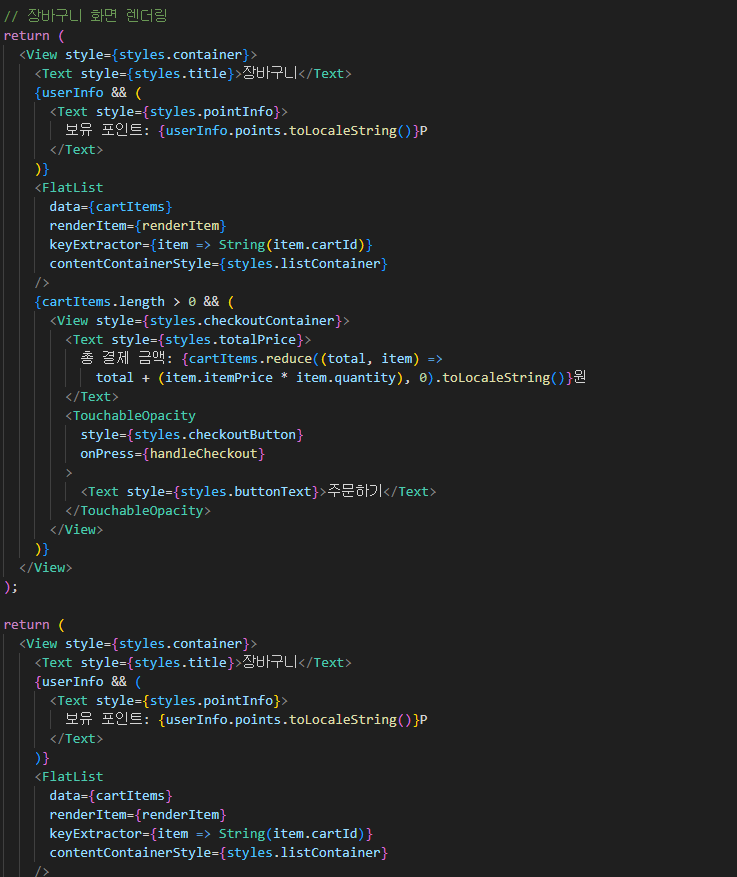 // 장바구니 화면 렌더링
return (
  <View style={styles.container}>
    <Text style={styles.title}>장바구니</Text>
    {userInfo && (
      <Text style={styles.pointInfo}>
        보유 포인트: {userInfo.points.toLocaleString()}P
      </Text>
    )}
    <FlatList
      data={cartItems}
      renderItem={renderItem}
      keyExtractor={item => String(item.cartId)}
      contentContainerStyle={styles.listContainer}
    />
    {cartItems.length > 0 && (
      <View style={styles.checkoutContainer}>
        <Text style={styles.totalPrice}>
          총 결제 금액: {cartItems.reduce((total, item) =>
            total + (item.itemPrice * item.quantity), 0).toLocaleString()}원
        </Text>
        <TouchableOpacity
          style={styles.checkoutButton}
          onPress={handleCheckout}
        >
          <Text style={styles.buttonText}>주문하기</Text>
        </TouchableOpacity>
      </View>
    )}
  </View>
);

return (
  <View style={styles.container}>
    <Text style={styles.title}>장바구니</Text>
    {userInfo && (
      <Text style={styles.pointInfo}>
        보유 포인트: {userInfo.points.toLocaleString()}P
      </Text>
    )}
    <FlatList
      data={cartItems}
      renderItem={renderItem}
      keyExtractor={item => String(item.cartId)}
      contentContainerStyle={styles.listContainer}
    />